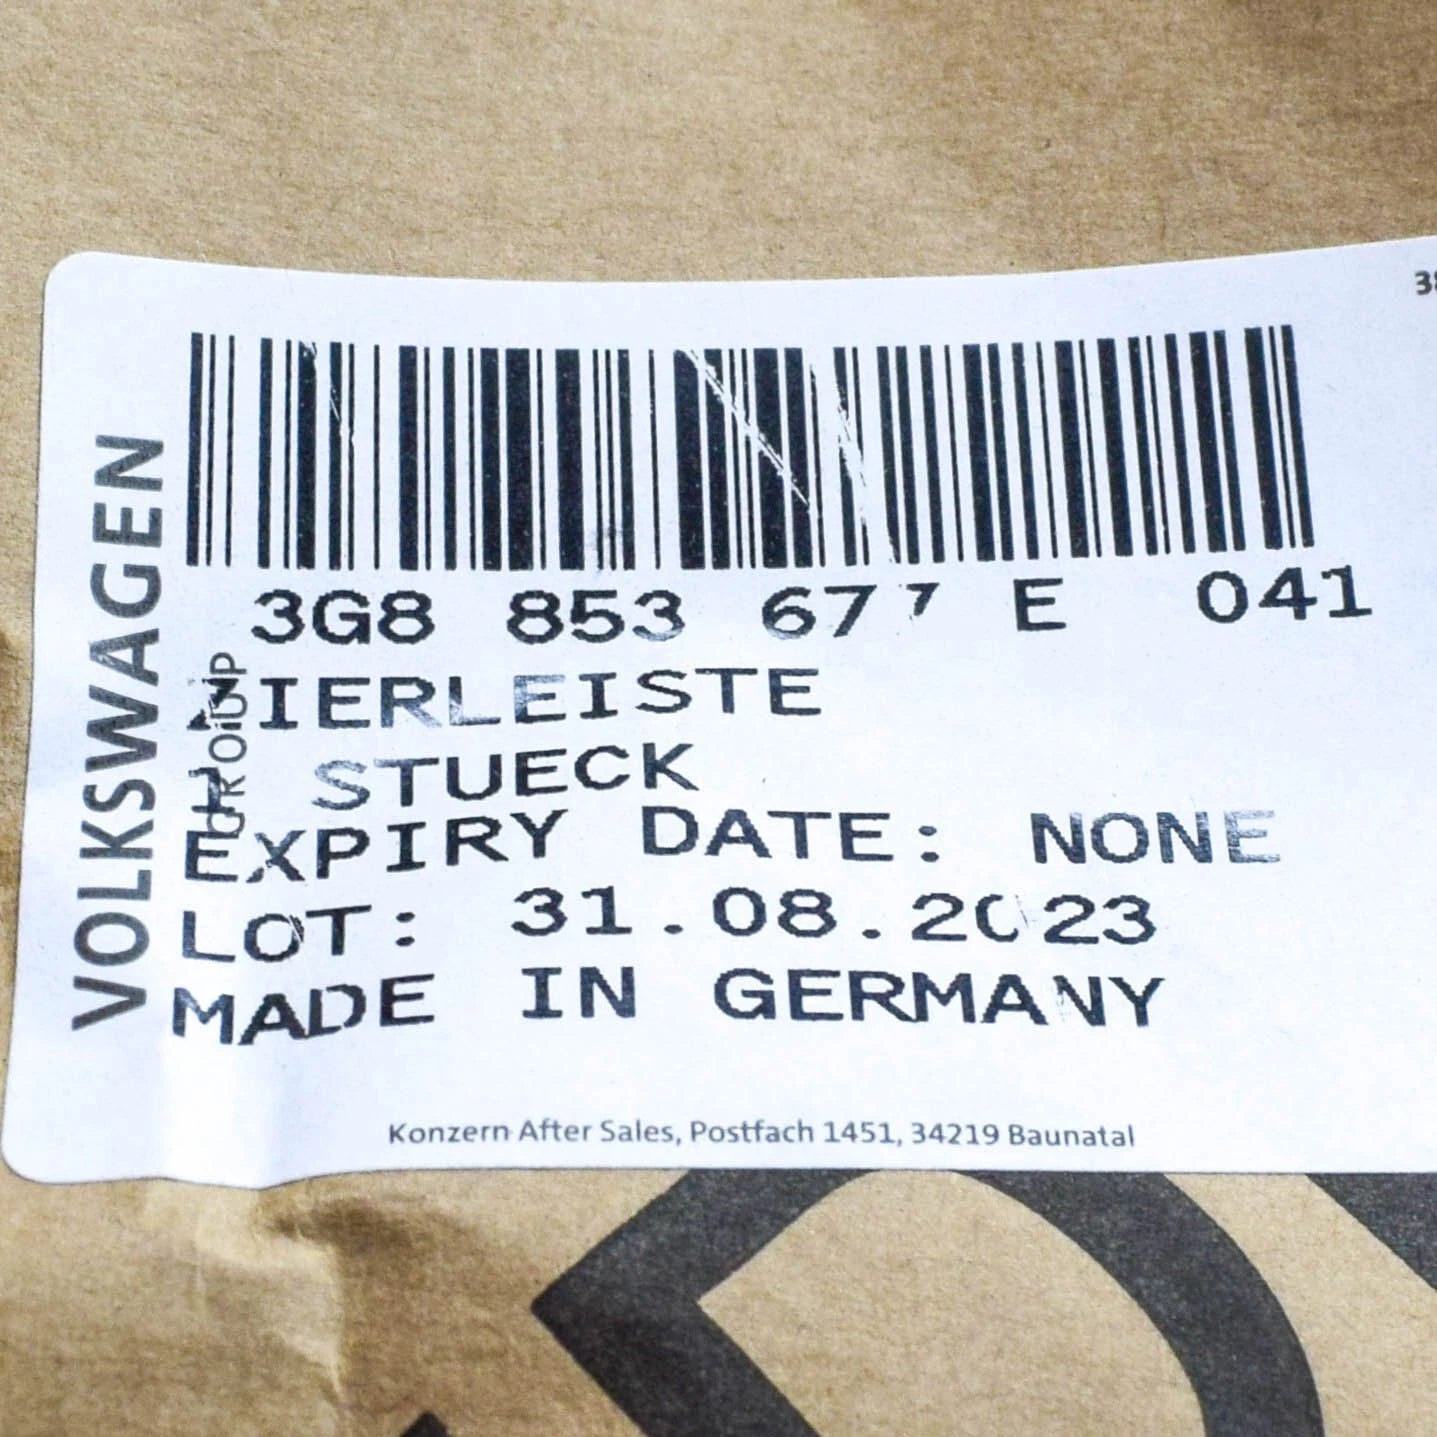 38
3G8 853 677 E 041
ZIERLEISTE
1 STUECK
EXPIRY DATE: NONE
LOT: 31.08.2023
MADE IN GERMANY
VOLKSWAGEN
GROUP
Konzern After Sales, Postfach 1451, 34219 Baunatal